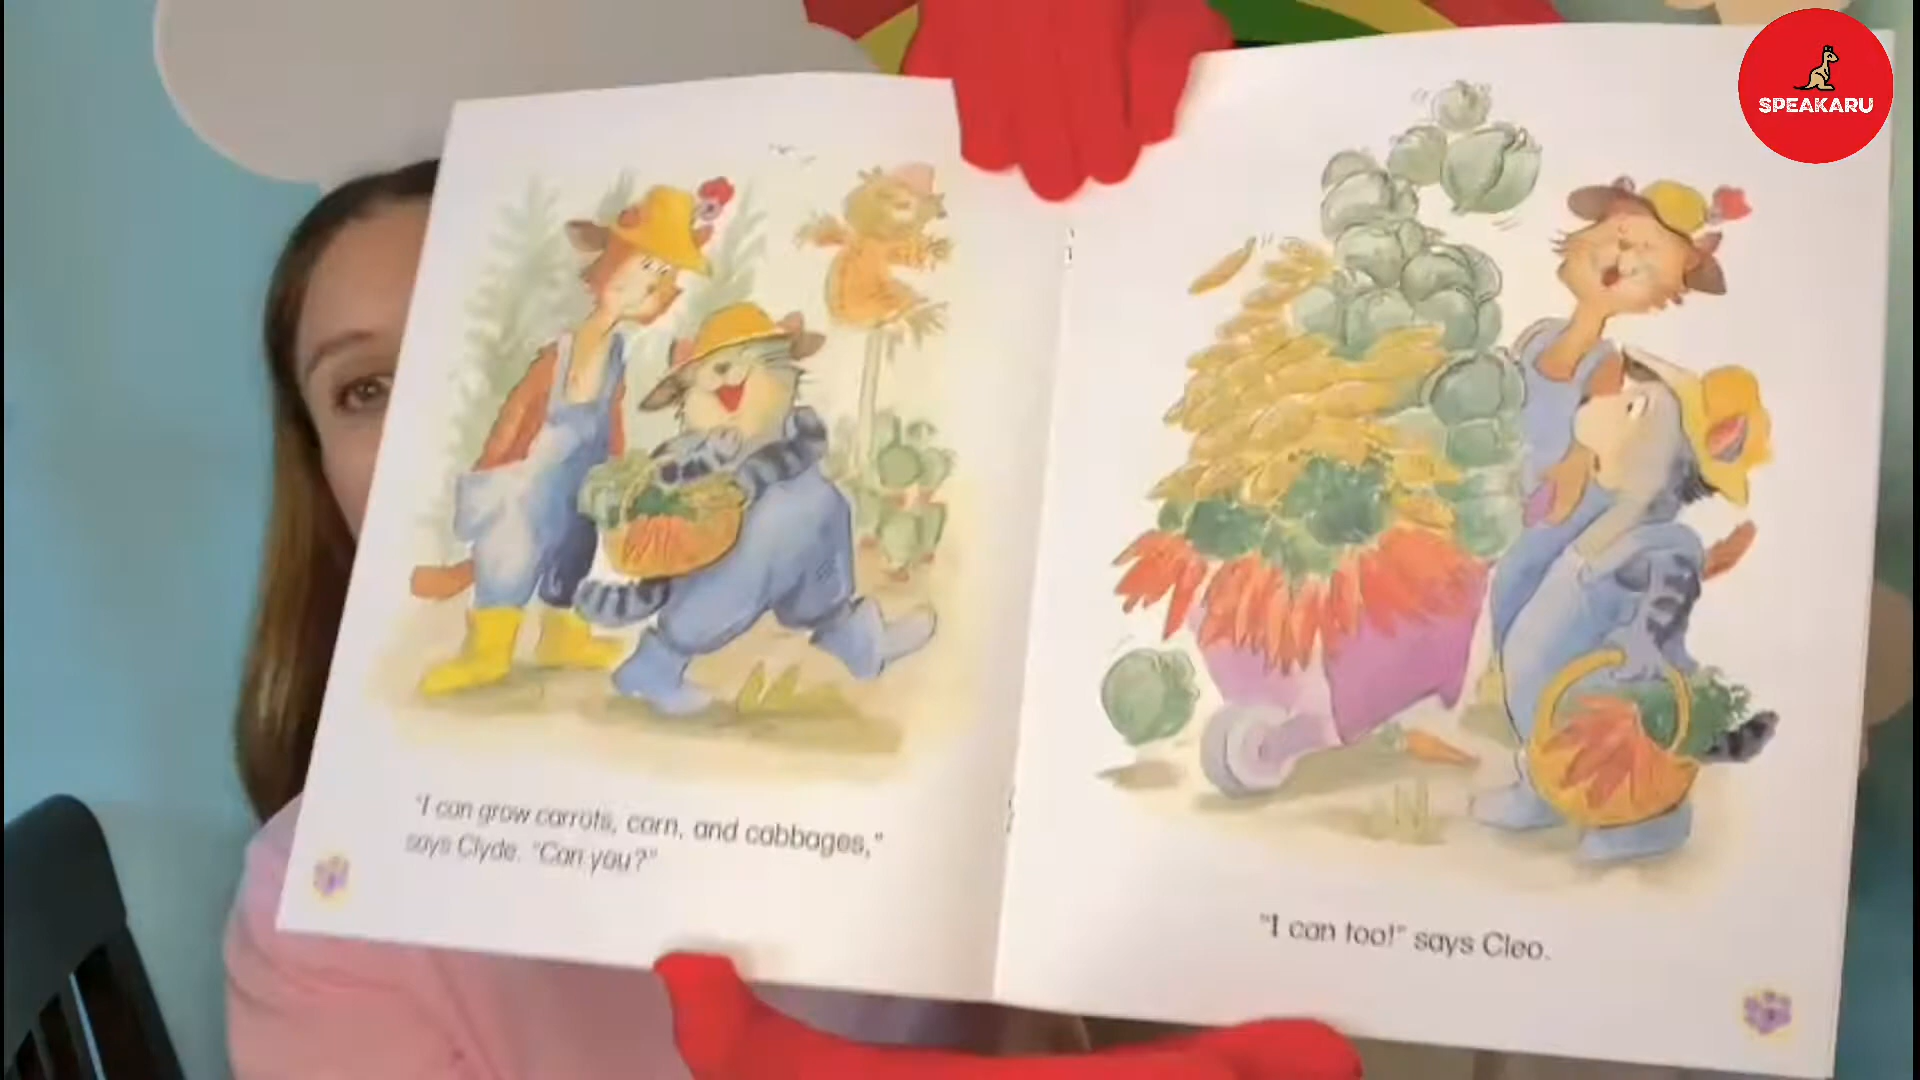 "I can grow carrots, corn, and cabbages,"
says Clyde. "Can you?"
"I can too!" says Cleo.
SPEAKARU